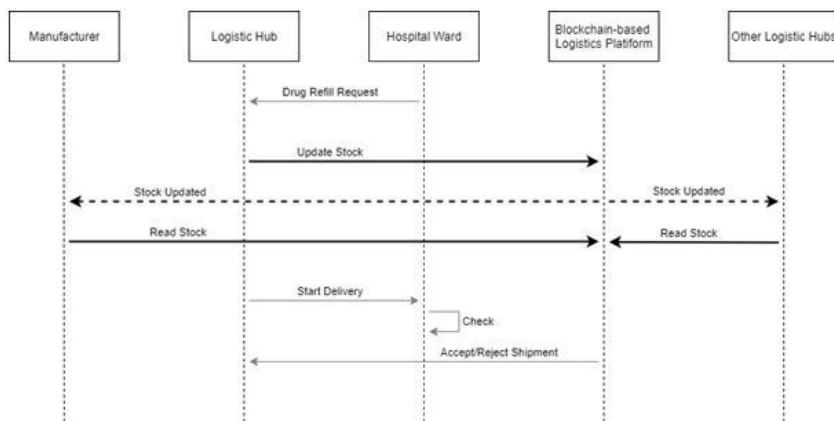 Manufacturer
Logistic Hub
Hospital Ward
Blockchain-based
Logistics Platiform
Other Logistic Hubs
Drug Refill Request
Update Stock
Stock Updated
Stock Updated
Read Stock
Read Stock
Start Delivery
Check
Accept/Reject Shipment